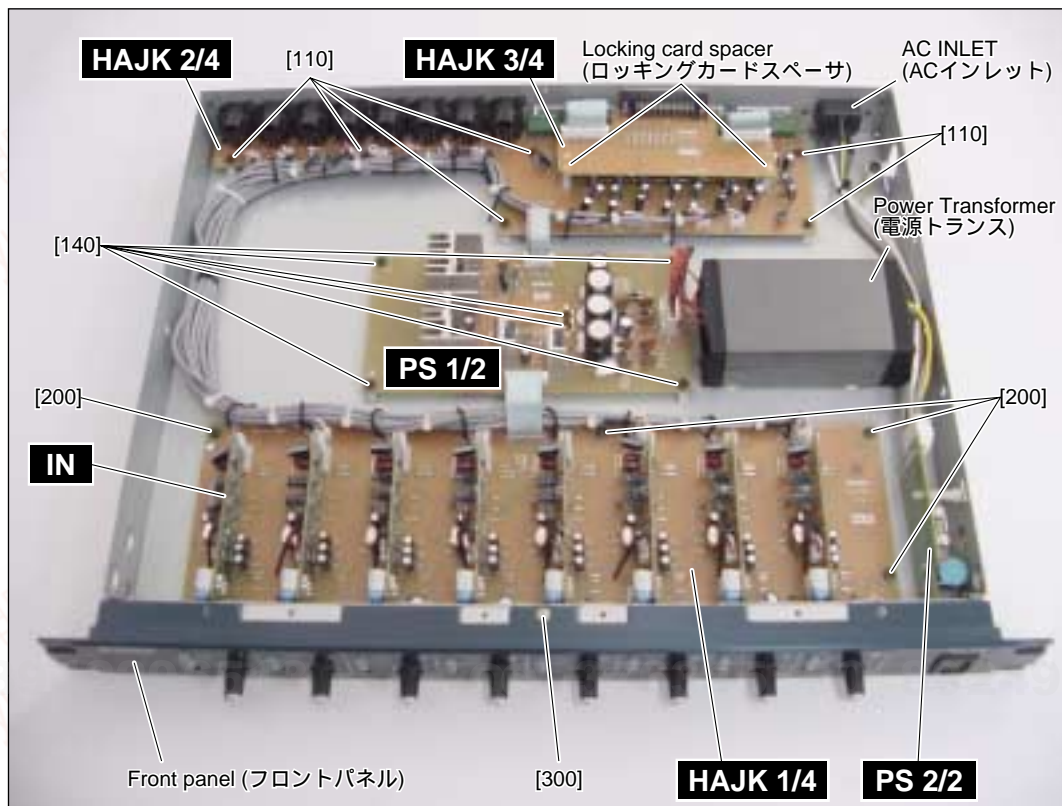 HAJK 2/4
[110]
HAJK 3/4
Locking card spacer
(ロッキングカードスペーサ)
AC INLET
(ACインレット)
[110]
Power Transformer
(電源トランス)
[140]
PS 1/2
[200]
[200]
IN
Front panel (フロントパネル)
[300]
HAJK 1/4
PS 2/2